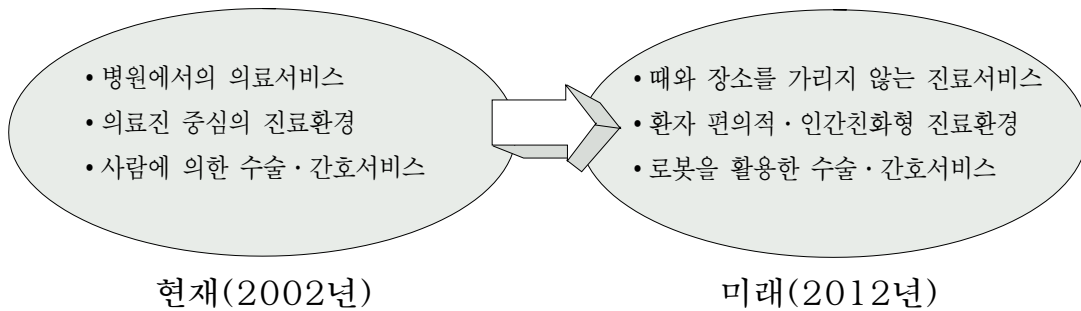 • 병원에서의 의료서비스
• 의료진 중심의 진료환경
• 사람에 의한 수술 · 간호서비스
현재(2002년)
• 때와 장소를 가리지 않는 진료서비스
• 환자 편의적 · 인간친화형 진료환경
• 로봇을 활용한 수술 · 간호서비스
미래(2012년)